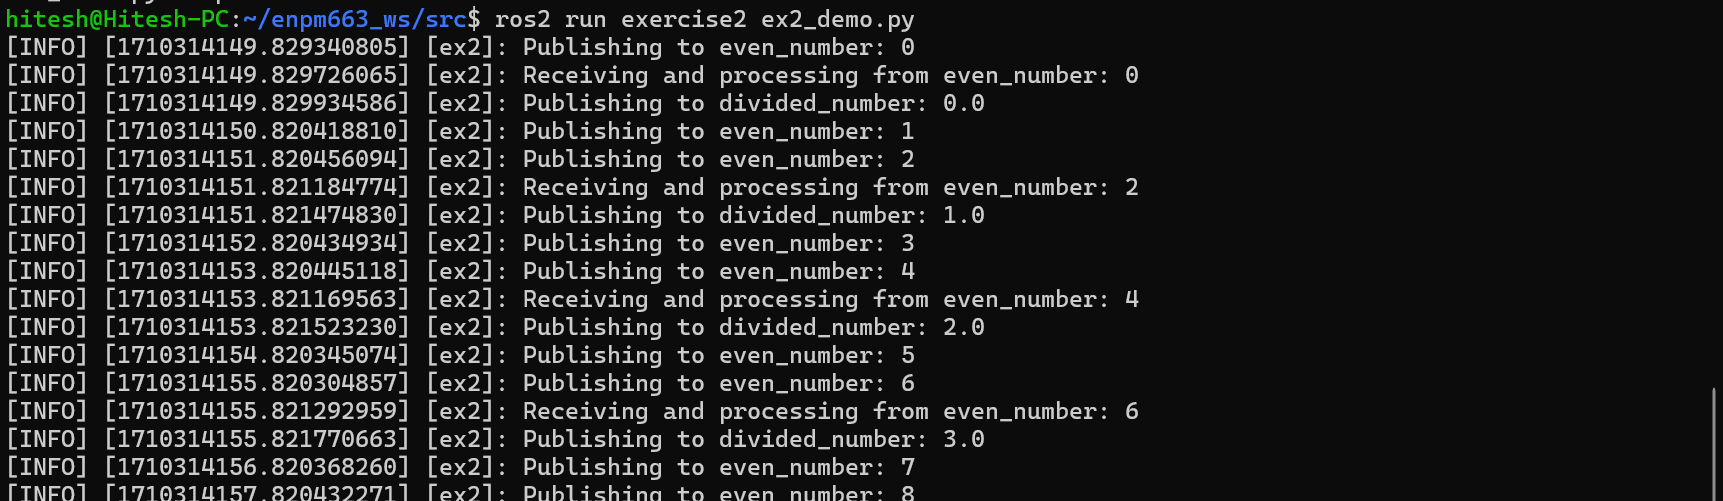 hitesh@Hitesh-PC:~/enpm663_ws/src$ ros2 run exercise2 ex2_demo.py
[INFO] [1710314149.829340805] [ex2]: Publishing to even_number: 0
[INFO] [1710314149.829726065] [ex2]: Receiving and processing from even_number: 0
[INFO] [1710314149.829934586] [ex2]: Publishing to divided_number: 0.0
[INFO] [1710314150.820418810] [ex2]: Publishing to even_number: 1
[INFO] [1710314151.820456094] [ex2]: Publishing to even_number: 2
[INFO] [1710314151.821184774] [ex2]: Receiving and processing from even_number: 2
[INFO] [1710314151.821474830] [ex2]: Publishing to divided_number: 1.0
[INFO] [1710314152.820434934] [ex2]: Publishing to even_number: 3
[INFO] [1710314153.820445118] [ex2]: Publishing to even_number: 4
[INFO] [1710314153.821169563] [ex2]: Receiving and processing from even_number: 4
[INFO] [1710314153.821523230] [ex2]: Publishing to divided_number: 2.0
[INFO] [1710314154.820345074] [ex2]: Publishing to even_number: 5
[INFO] [1710314155.820304857] [ex2]: Publishing to even_number: 6
[INFO] [1710314155.821292959] [ex2]: Receiving and processing from even_number: 6
[INFO] [1710314155.821770663] [ex2]: Publishing to divided_number: 3.0
[INFO] [1710314156.820368260] [ex2]: Publishing to even_number: 7
[INFO] [1710314157.820432271] [ex2]: Publishing to even_number: 8